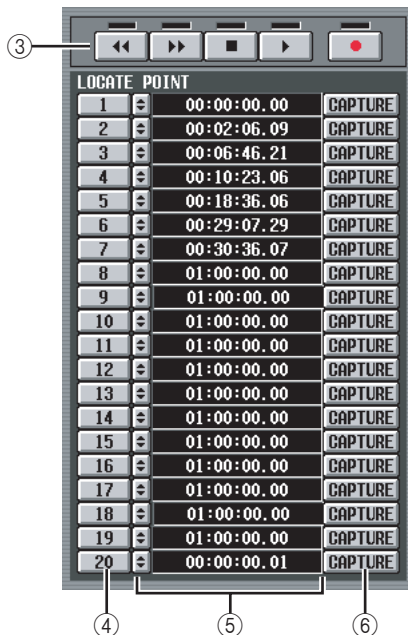 ③
LOCATE POINT
1 00:00:00.00 CAPTURE
2 00:02:06.09 CAPTURE
3 00:06:46.21 CAPTURE
4 00:10:23.06 CAPTURE
5 00:18:36.06 CAPTURE
6 00:29:07.29 CAPTURE
7 00:30:36.07 CAPTURE
8 01:00:00.00 CAPTURE
9 01:00:00.00 CAPTURE
10 01:00:00.00 CAPTURE
11 01:00:00.00 CAPTURE
12 01:00:00.00 CAPTURE
13 01:00:00.00 CAPTURE
14 01:00:00.00 CAPTURE
15 01:00:00.00 CAPTURE
16 01:00:00.00 CAPTURE
17 01:00:00.00 CAPTURE
18 01:00:00.00 CAPTURE
19 01:00:00.00 CAPTURE
20 00:00:00.01 CAPTURE
④ ⑤ ⑥